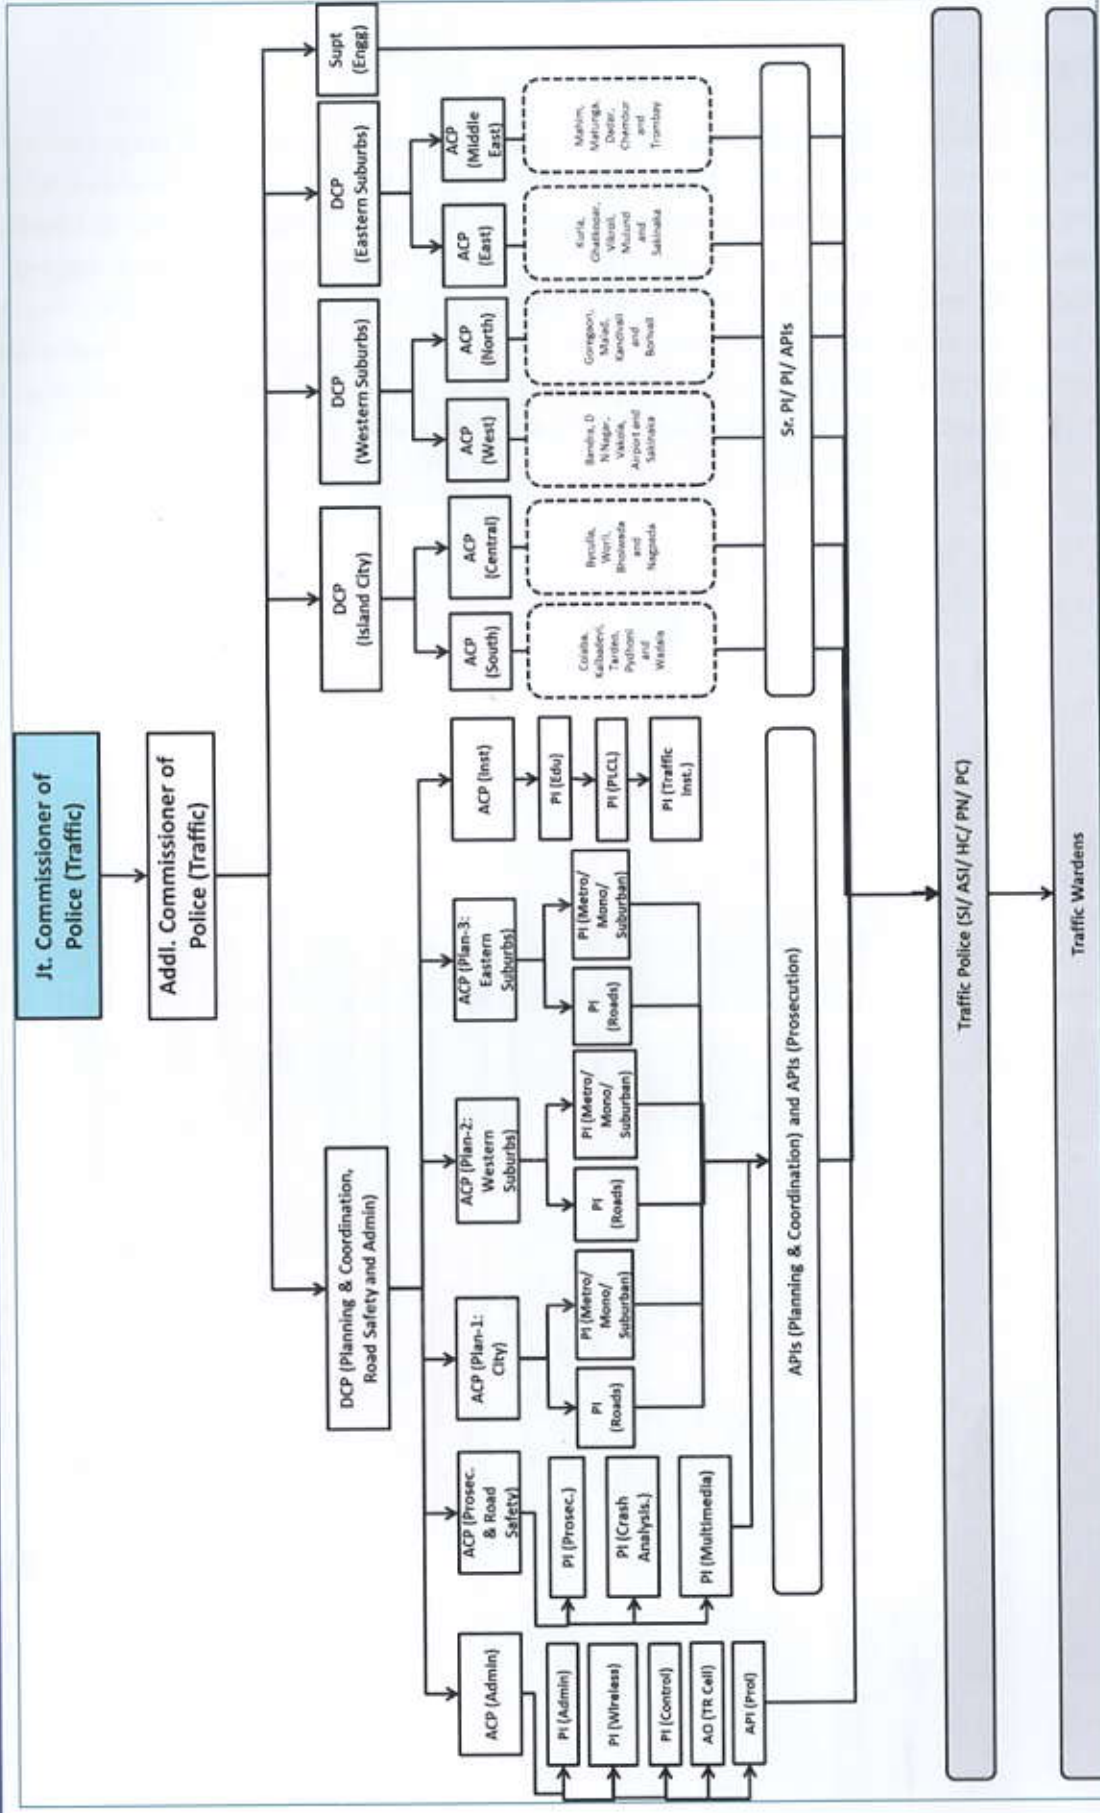 Jt. Commissioner of
Police (Traffic)
Addl. Commissioner of
Police (Traffic)
DCP (Planning & Coordination,
Road Safety and Admin)
DCP
(Island City)
DCP
(Western Suburbs)
DCP
(Eastern Suburbs)
Supt
(Engg)
ACP (Admin)
ACP (Prosec.
& Road
Safety)
ACP (Plan-1:
City)
ACP (Plan-2:
Western
Suburbs)
ACP (Plan-3:
Eastern
Suburbs)
ACP (Inst)
ACP
(South)
ACP
(Central)
ACP
(West)
ACP
(North)
ACP
(East)
ACP
(Middle
East)
PI (Admin)
PI (Wireless)
PI (Control)
AO (TR Cell)
API (Prol)
PI (Prosec.)
PI (Crash
Analysis.)
PI (Multimedia)
PI
(Roads)
PI (Metro/
Mono/
Suburban)
PI
(Roads)
PI (Metro/
Mono/
Suburban)
PI
(Roads)
PI (Metro/
Mono/
Suburban)
PI (Edu)
PI (PLCL)
PI (Traffic
Inst.)
Colaba,
Kalbadevi,
Tardeo,
Pydhoni
and
Wadala
Byculla,
Worli,
Bhoiwada
and
Nagpada
Bandra, D
N Nagar,
Vakola,
Airport and
Sakinaka
Goregaon,
Malad,
Kandivali
and
Borivali
Kurla,
Ghatkopar,
Vikroli,
Mulund
and
Sakinaka
Mahim,
Matunga,
Dadar,
Chembur
and
Trombay
APIs (Planning & Coordination) and APIs (Prosecution)
Sr. PI/ PI/ APIs
Traffic Police (SI/ ASI/ HC/ PN/ PC)
Traffic Wardens